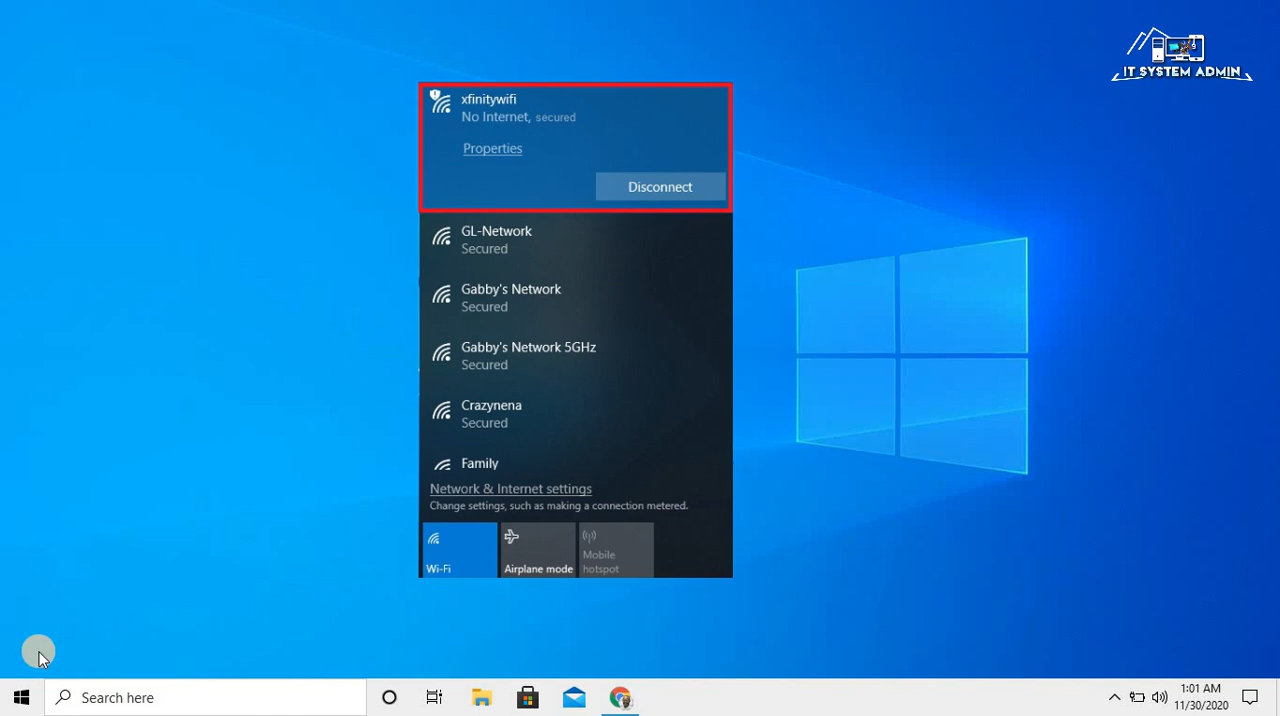 IT SYSTEM ADMIN
xfinitywifi
No Internet, secured
Properties
Disconnect
GL-Network
Secured
Gabby's Network
Secured
Gabby's Network 5GHz
Secured
Crazynena
Secured
Family
Network & Internet settings
Change settings, such as making a connection metered.
Wi-Fi
Airplane mode
Mobile
hotspot
Search here
1:01 AM
11/30/2020